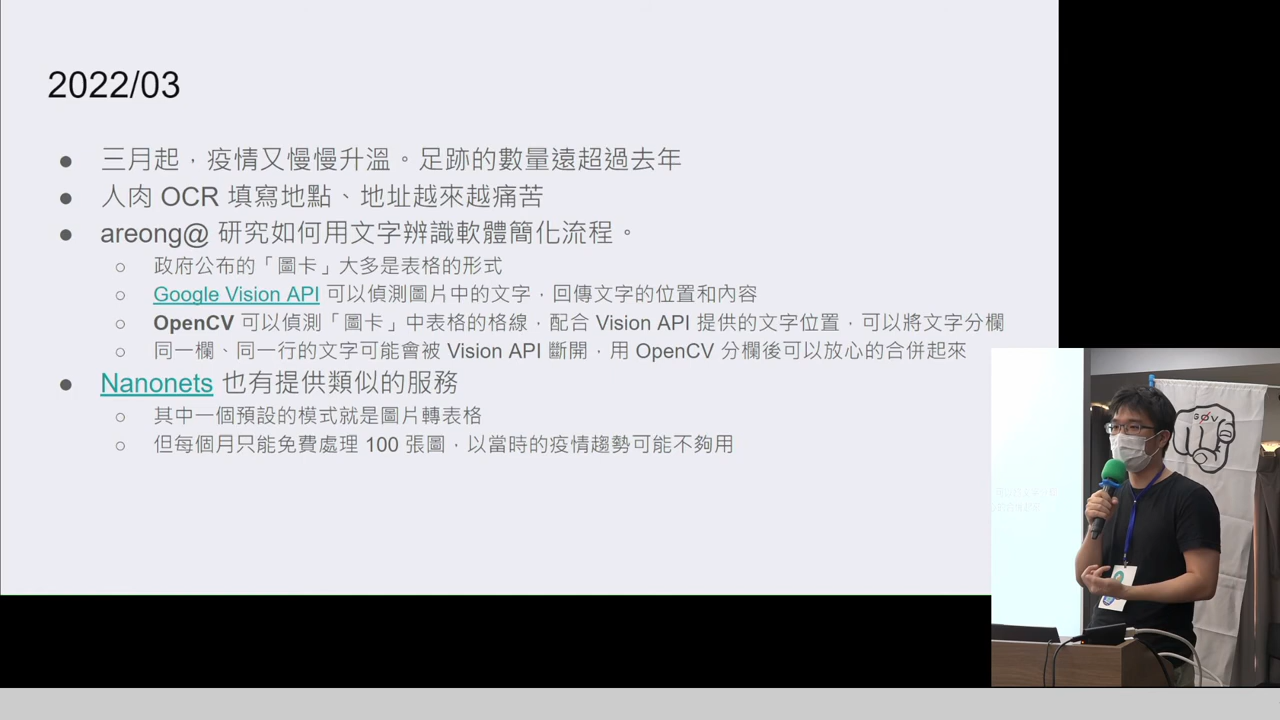 2022/03
三月起，疫情又慢慢升溫。足跡的數量遠超過去年
人肉 OCR 填寫地點、地址越來越痛苦
areong@ 研究如何用文字辨識軟體簡化流程。
政府公布的「圖卡」大多是表格的形式
Google Vision API 可以偵測圖片中的文字，回傳文字的位置和內容
OpenCV 可以偵測「圖卡」中表格的格線，配合 Vision API 提供的文字位置，可以將文字分欄
同一欄、同一行的文字可能會被 Vision API 斷開，用 OpenCV 分欄後可以放心的合併起來
Nanonets 也有提供類似的服務
其中一個預設的模式就是圖片轉表格
但每個月只能免費處理 100 張圖，以當時的疫情趨勢可能不夠用
GØV